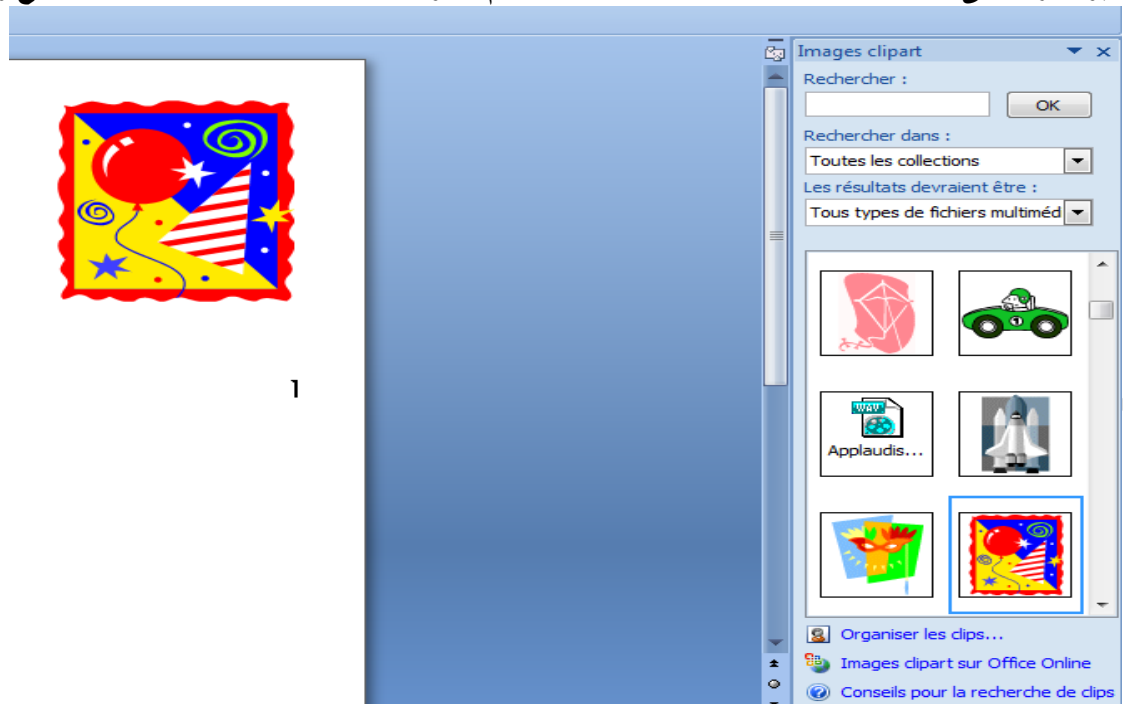 Images clipart
Rechercher :
OK
Rechercher dans :
Toutes les collections
Les résultats devraient être :
Tous types de fichiers multiméd
1
WAV
Applaudis...
Organiser les clips...
Images clipart sur Office Online
Conseils pour la recherche de clips